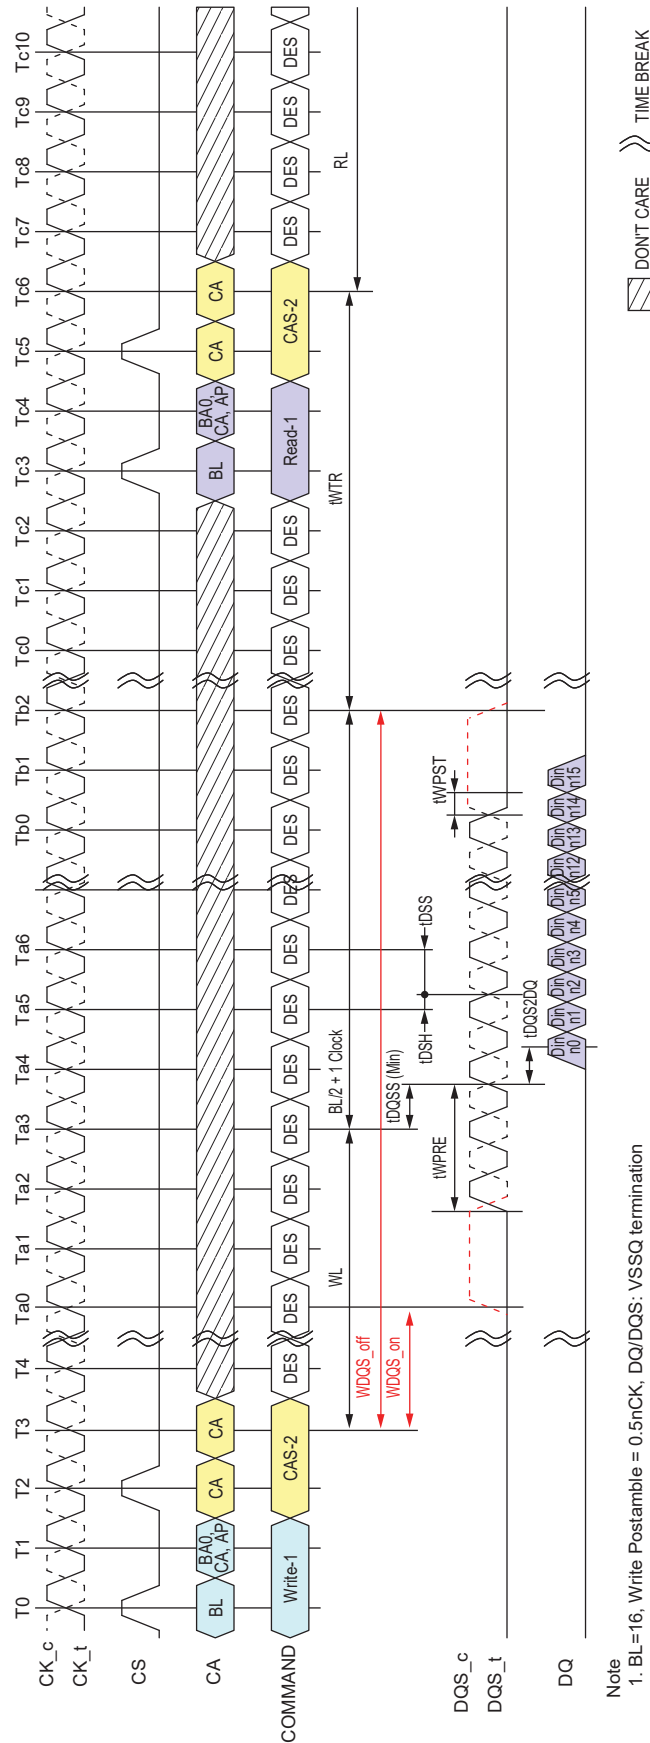 T0 T1 T2 T3 T4 Ta0 Ta1 Ta2 Ta3 Ta4 Ta5 Ta6 Tb0 Tb1 Tb2 Tc0 Tc1 Tc2 Tc3 Tc4 Tc5 Tc6 Tc7 Tc8 Tc9 Tc10
CK_c
CK_t
CS
CA BL BA0, CA, AP CA CA BL BA0, CA, AP CA CA
COMMAND Write-1 CAS-2 DES DES DES DES DES DES DES DES DES DES DES DES DES DES DES Read-1 CAS-2 DES DES DES DES
WL BL/2 + 1 Clock tWTR RL
WDQS_off
WDQS_on
tDQSS (Min)
tDSH tDSS
tWPRE tWPST
DQS_c
DQS_t
tDQS2DQ
DQ Din n0 Din n1 Din n2 Din n3 Din n4 Din n5 Din n12 Din n13 Din n14 Din n15
Note
1. BL=16, Write Postamble = 0.5nCK, DQ/DQS: VSSQ termination
DON'T CARE TIME BREAK